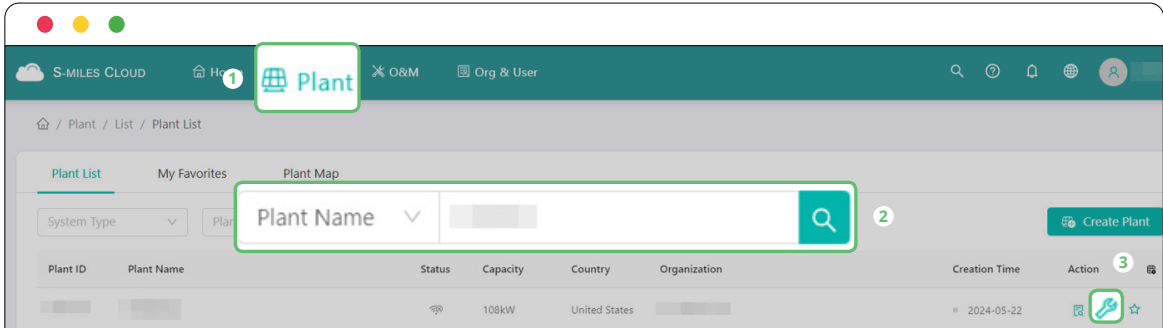 S-MILES CLOUD Ho 1 Plant O&M Org & User
/ Plant / List / Plant List
Plant List My Favorites Plant Map
System Type Plan Plant Name 2 Create Plant
Plant ID Plant Name Status Capacity Country Organization Creation Time Action 3
108kW United States 2024-05-22